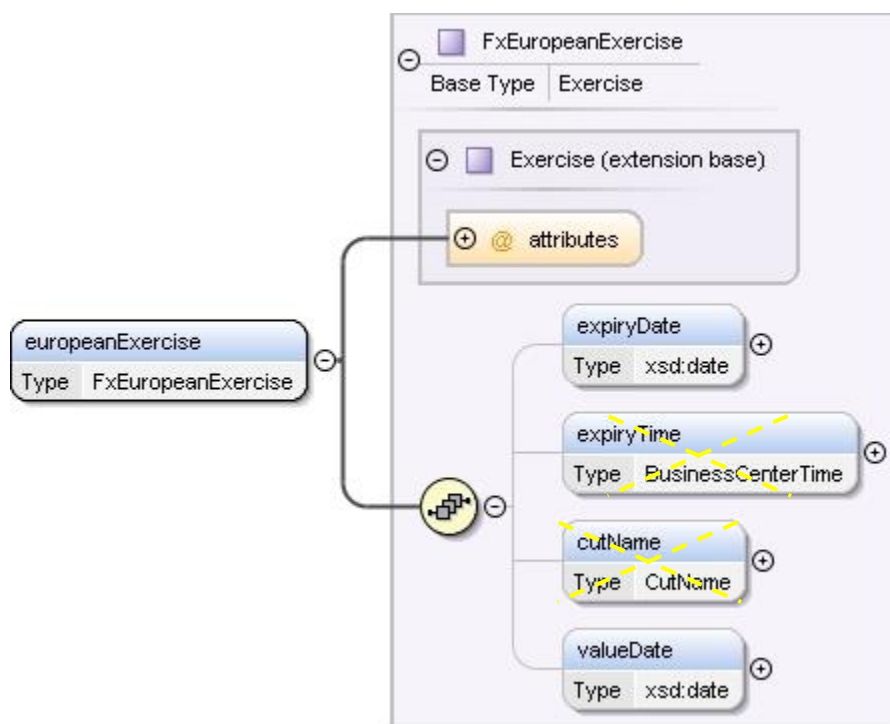 FxEuropeanExercise
Base Type Exercise
Exercise (extension base)
@ attributes
europeanExercise
Type FxEuropeanExercise
expiryDate
Type xsd:date
expiryTime
Type BusinessCenterTime
cutName
Type CutName
valueDate
Type xsd:date